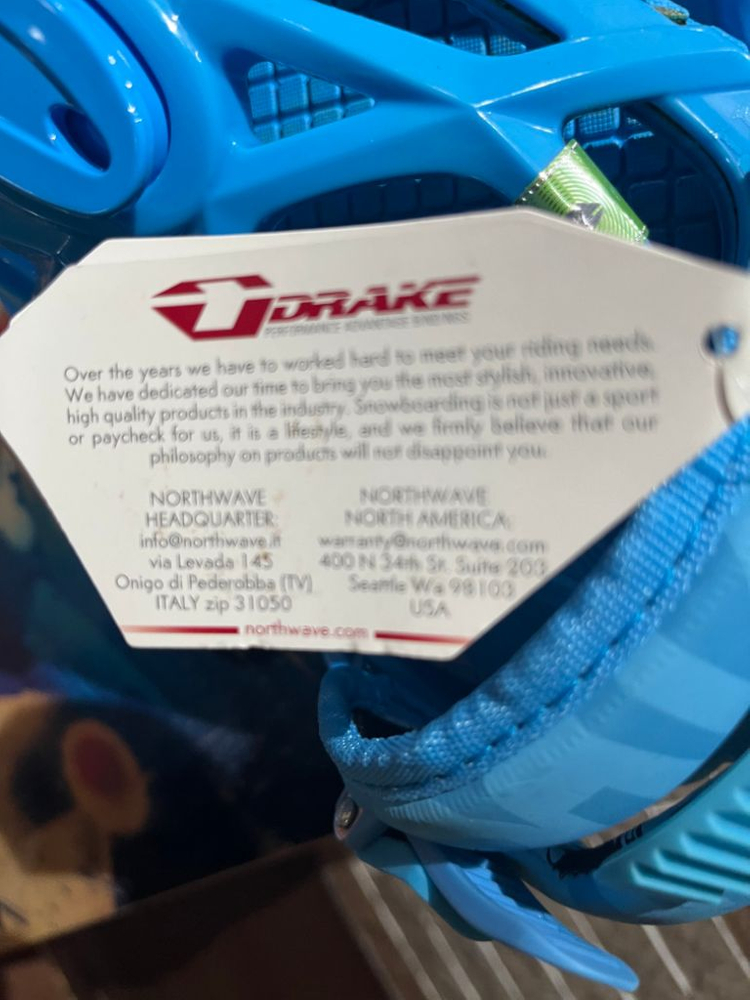 DRAKE
PERFORMANCE ADVANTAGE BINDINGS
Over the years we have to worked hard to meet your riding needs.
We have dedicated our time to bring you the most stylish, innovative,
high quality products in the industry. Snowboarding is not just a sport
or paycheck for us, it is a lifestyle, and we firmly believe that our
philosophy on products will not disappoint you.
NORTHWAVE
HEADQUARTER:
info@northwave.it
via Levada 145
Onigo di Pederobba (TV)
ITALY zip 31050
NORTHWAVE
NORTH AMERICA:
warranty@northwave.com
400 N 34th St. Suite 203
Seattle Wa 98103
USA
northwave.com